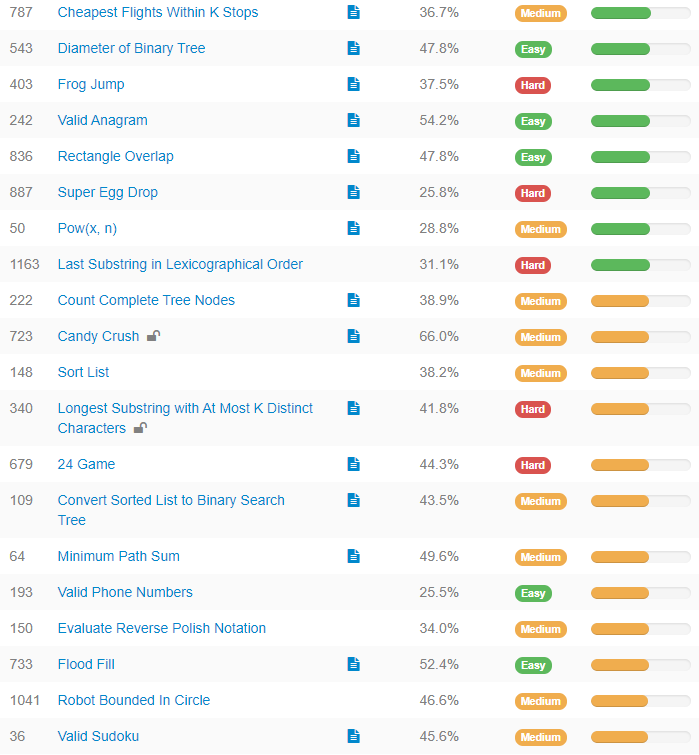 787 Cheapest Flights Within K Stops 36.7% Medium
543 Diameter of Binary Tree 47.8% Easy
403 Frog Jump 37.5% Hard
242 Valid Anagram 54.2% Easy
836 Rectangle Overlap 47.8% Easy
887 Super Egg Drop 25.8% Hard
50 Pow(x, n) 28.8% Medium
1163 Last Substring in Lexicographical Order 31.1% Hard
222 Count Complete Tree Nodes 38.9% Medium
723 Candy Crush 66.0% Medium
148 Sort List 38.2% Medium
340 Longest Substring with At Most K Distinct 41.8% Hard
Characters
679 24 Game 44.3% Hard
109 Convert Sorted List to Binary Search 43.5% Medium
Tree
64 Minimum Path Sum 49.6% Medium
193 Valid Phone Numbers 25.5% Easy
150 Evaluate Reverse Polish Notation 34.0% Medium
733 Flood Fill 52.4% Easy
1041 Robot Bounded In Circle 46.6% Medium
36 Valid Sudoku 45.6% Medium